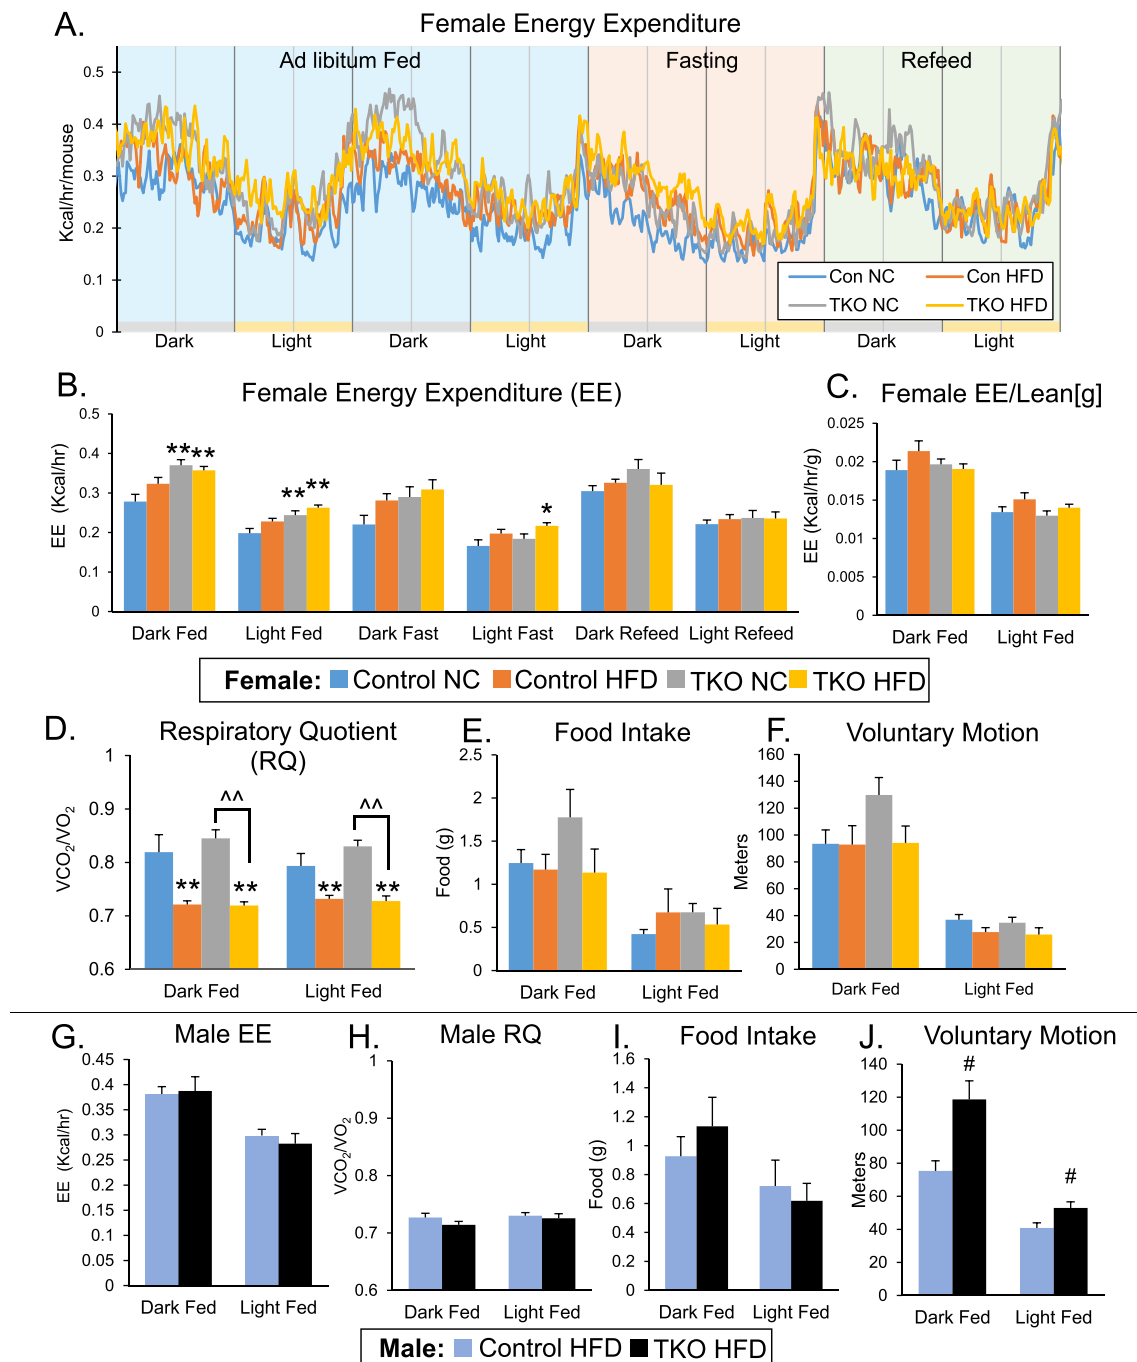 A.
Female Energy Expenditure
Ad libitum Fed
Fasting
Refeed
Kcal/hr/mouse
0.5
0.4
0.3
0.2
0.1
0
Con NC
Con HFD
TKO NC
TKO HFD
Dark
Light
Dark
Light
Dark
Light
Dark
Light
B.
Female Energy Expenditure (EE)
EE (Kcal/hr)
0.5
0.4
0.3
0.2
0.1
0
** **
** **
*
Dark Fed
Light Fed
Dark Fast
Light Fast
Dark Refeed
Light Refeed
C.
Female EE/Lean[g]
EE (Kcal/hr/g)
0.025
0.02
0.015
0.01
0.005
0
Dark Fed
Light Fed
Female: Control NC Control HFD TKO NC TKO HFD
D.
Respiratory Quotient
(RQ)
VCO2/VO2
1
0.9
0.8
0.7
0.6
^^
^^
** **
** **
Dark Fed
Light Fed
E.
Food Intake
Food (g)
2.5
2
1.5
1
0.5
0
Dark Fed
Light Fed
F.
Voluntary Motion
Meters
160
140
120
100
80
60
40
20
0
Dark Fed
Light Fed
G.
Male EE
EE (Kcal/hr)
0.45
0.4
0.35
0.3
0.25
0.2
0.15
0.1
0.05
0
Dark Fed
Light Fed
H.
Male RQ
VCO2/VO2
1
0.9
0.8
0.7
0.6
Dark Fed
Light Fed
I.
Food Intake
Food (g)
1.6
1.4
1.2
1
0.8
0.6
0.4
0.2
0
Dark Fed
Light Fed
J.
Voluntary Motion
Meters
140
120
100
80
60
40
20
0
#
#
Dark Fed
Light Fed
Male: Control HFD TKO HFD